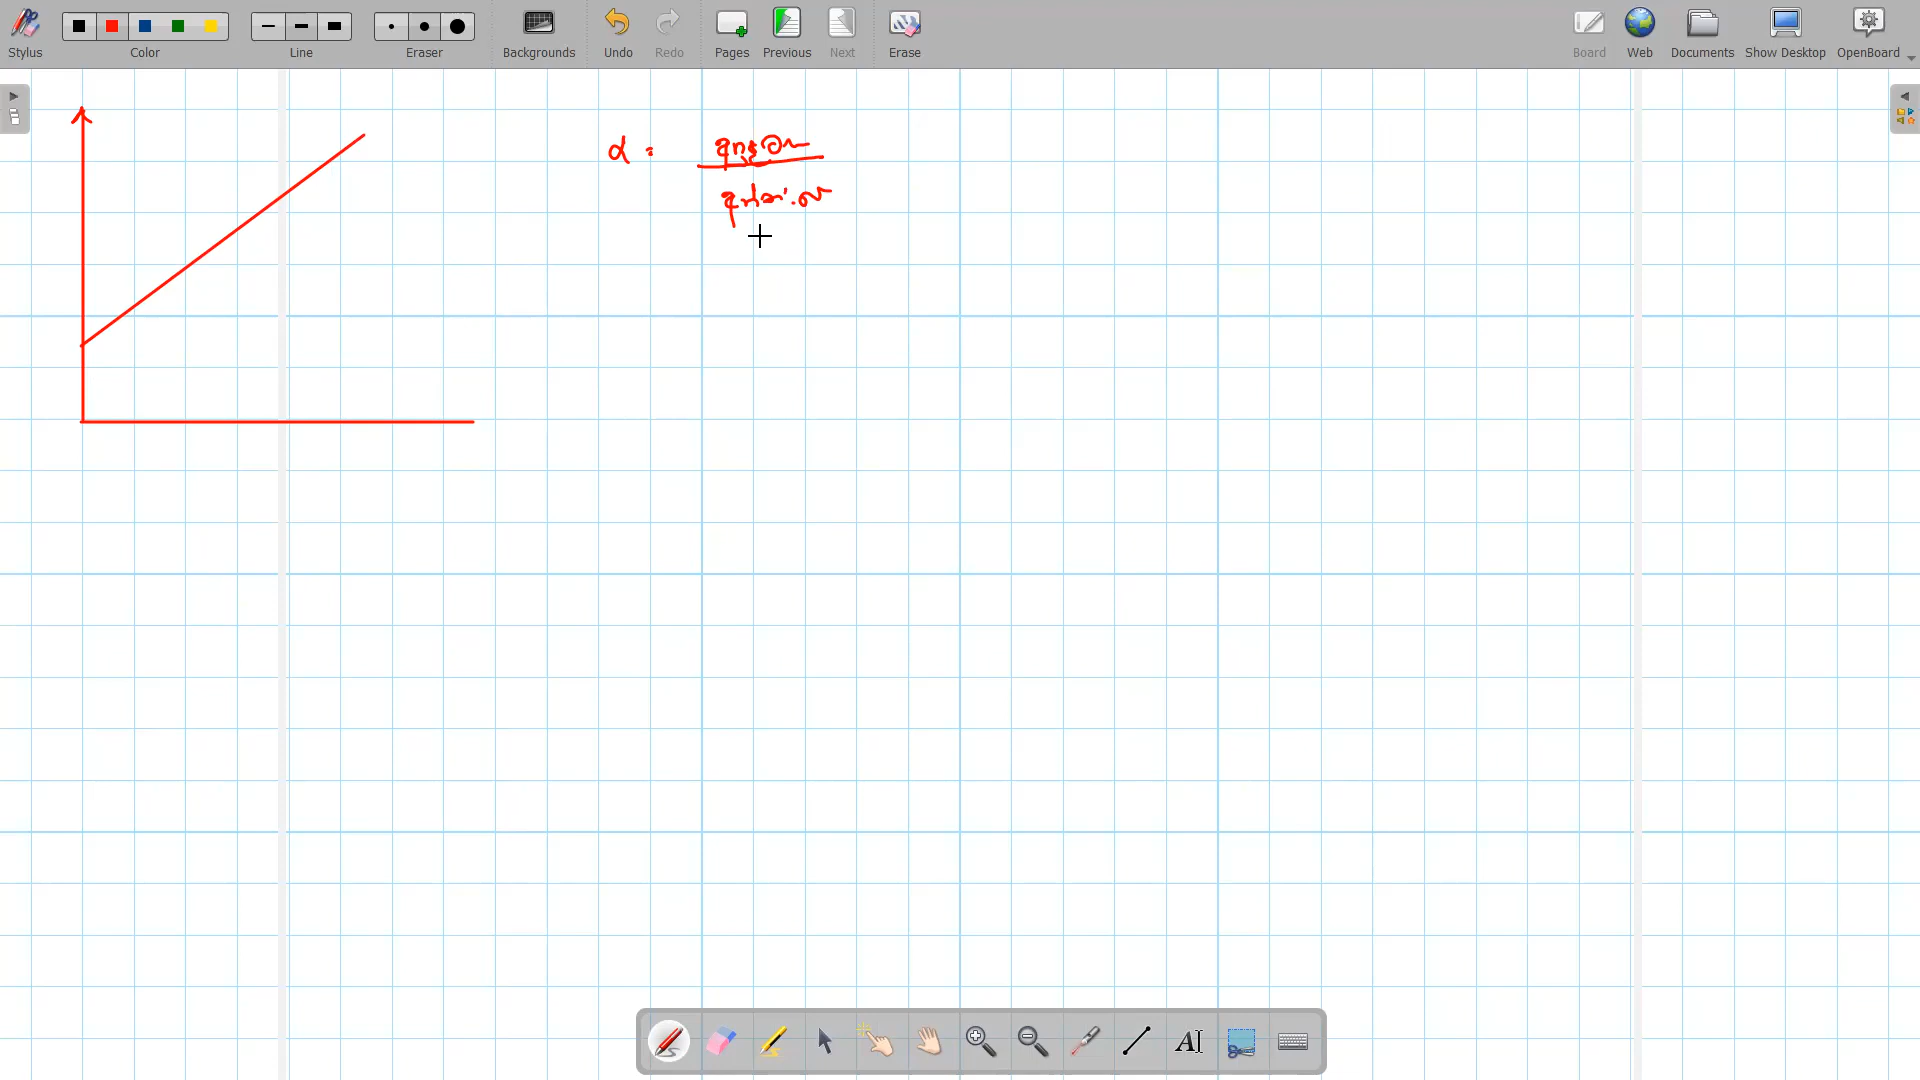 Stylus
Color
Line
Eraser
Backgrounds
Undo
Redo
Pages
Previous
Next
Erase
Board
Web
Documents
Show Desktop
OpenBoard
α =